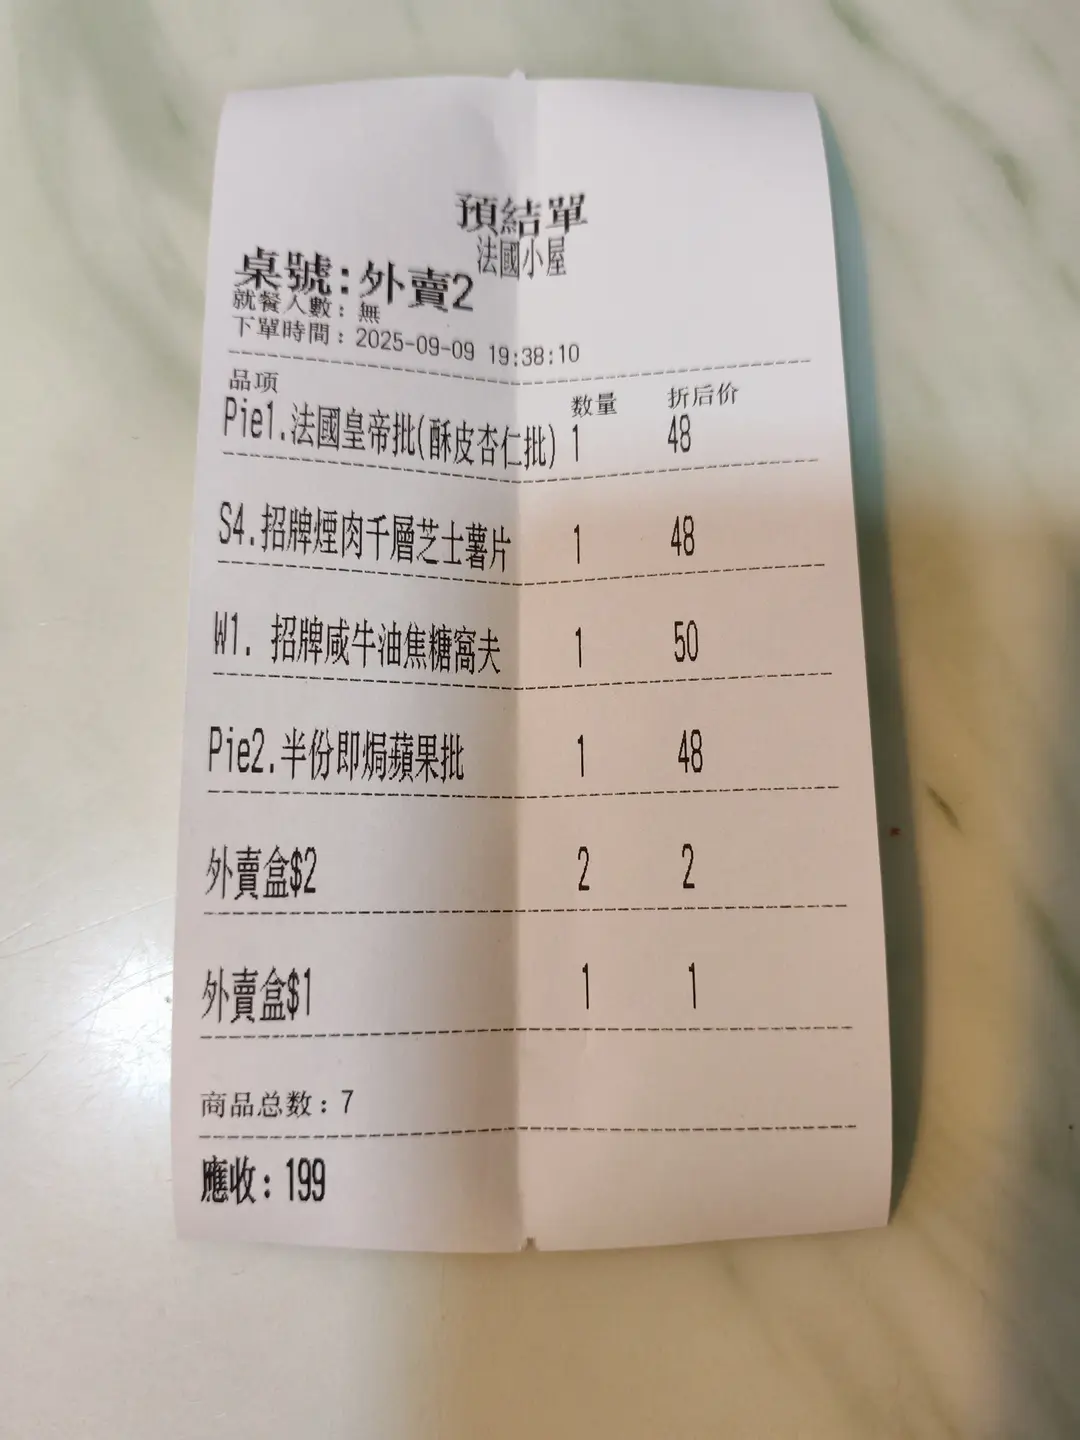 預結單
法國小屋
桌號:外賣2
就餐人數:無
下單時間:2025-09-09 19:38:10
品项 数量 折后价
Pie1.法國皇帝批(酥皮杏仁批) 1 48
S4.招牌煙肉千層芝士薯片 1 48
W1. 招牌咸牛油焦糖窩夫 1 50
Pie2.半份即焗蘋果批 1 48
外賣盒$2 2 2
外賣盒$1 1 1
商品总数:7
應收:199